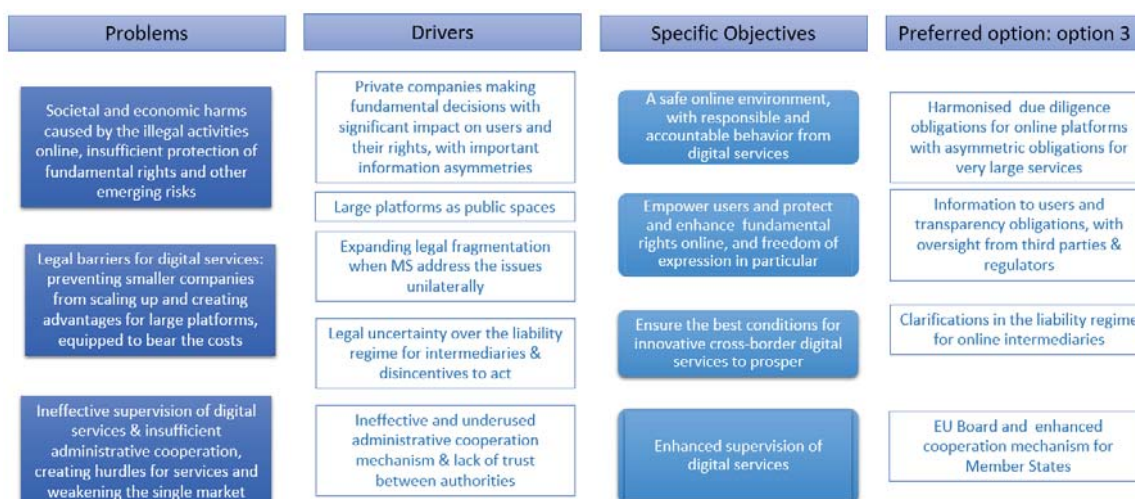 Problems
Societal and economic harms
caused by the illegal activities
online, insufficient protection of
fundamental rights and other
emerging risks
Legal barriers for digital services:
preventing smaller companies
from scaling up and creating
advantages for large platforms,
equipped to bear the costs
Ineffective supervision of digital
services & insufficient
administrative cooperation,
creating hurdles for services and
weakening the single market
Drivers
Private companies making
fundamental decisions with
significant impact on users and
their rights, with important
information asymmetries
Large platforms as public spaces
Expanding legal fragmentation
when MS address the issues
unilaterally
Legal uncertainty over the liability
regime for intermediaries &
disincentives to act
Ineffective and underused
administrative cooperation
mechanism & lack of trust
between authorities
Specific Objectives
A safe online environment,
with responsible and
accountable behavior from
digital services
Empower users and protect
and enhance fundamental
rights online, and freedom of
expression in particular
Ensure the best conditions for
innovative cross-border digital
services to prosper
Enhanced supervision of
digital services
Preferred option: option 3
Harmonised due diligence
obligations for online platforms
with asymmetric obligations for
very large services
Information to users and
transparency obligations, with
oversight from third parties &
regulators
Clarifications in the liability regime
for online intermediaries
EU Board and enhanced
cooperation mechanism for
Member States